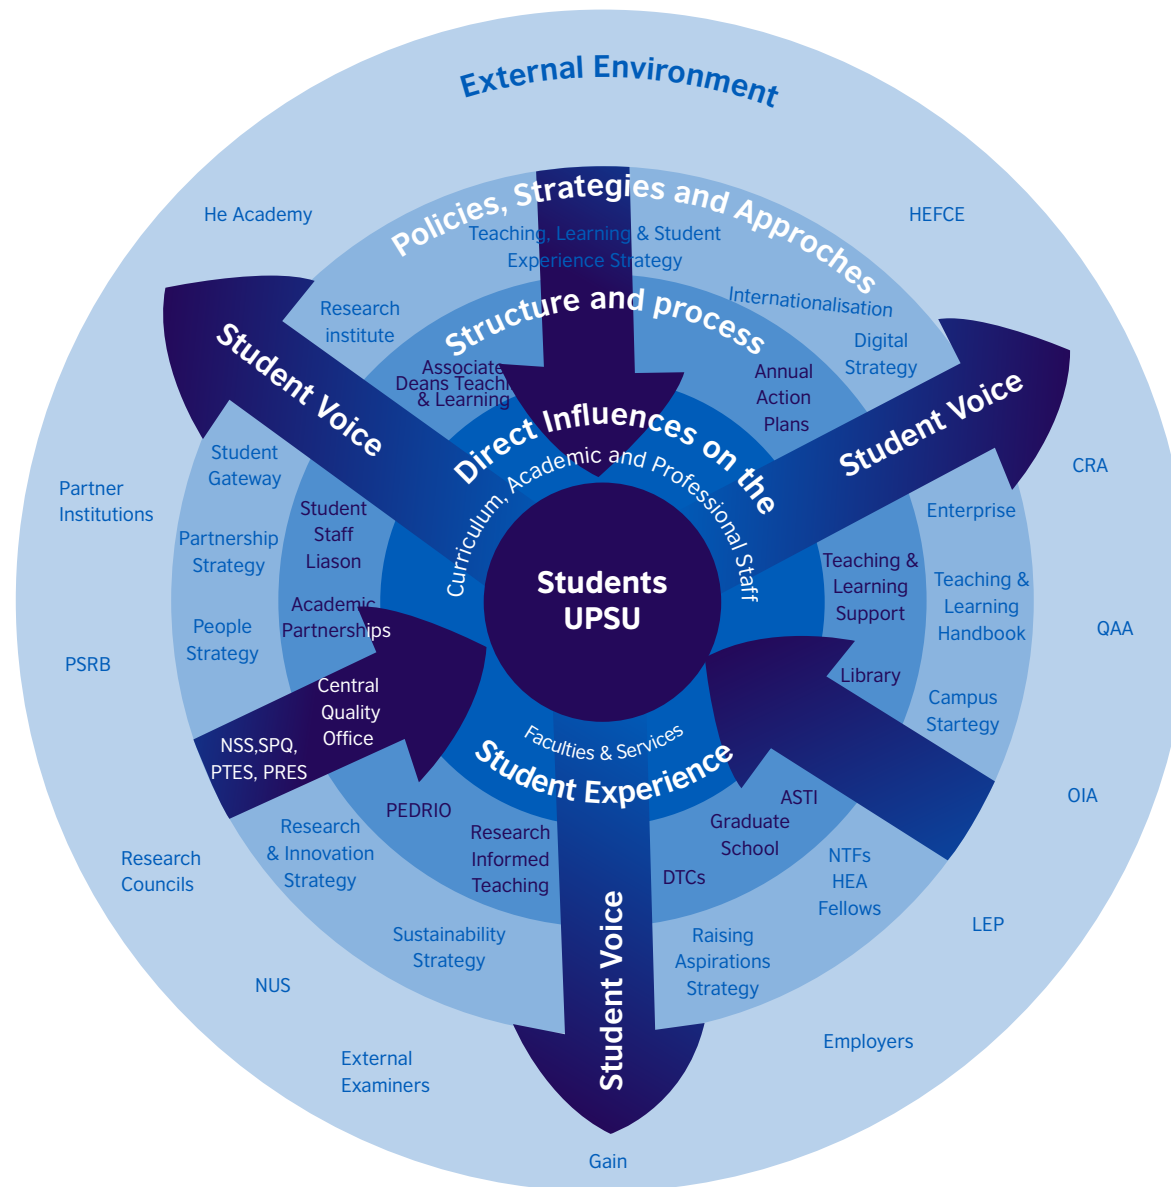 External Environment
He Academy
HEFCE
Policies, Strategies and Approches
Teaching, Learning & Student
Experience Strategy
Internationalisation
Digital
Strategy
Research
institute
Structure and process
Associate
Deans Teachi
& Learning
Annual
Action
Plans
Student Voice
Student Voice
Direct Influences on the
Curriculum, Academic and Professional Staff
Student
Gateway
CRA
Partner
Institutions
Student
Staff
Liason
Enterprise
Partnership
Strategy
Teaching &
Learning
Support
Teaching &
Learning
Handbook
Students
UPSU
Academic
Partnerships
People
Strategy
QAA
PSRB
Library
Central
Quality
Office
Campus
Startegy
NSS,SPQ,
PTES, PRES
Faculties & Services
Student Experience
OIA
PEDRIO
ASTI
Research
Informed
Teaching
Graduate
School
DTCs
Research
& Innovation
Strategy
NTFs
HEA
Fellows
Research
Councils
LEP
Sustainability
Strategy
Raising
Aspirations
Strategy
Student Voice
NUS
Employers
External
Examiners
Gain